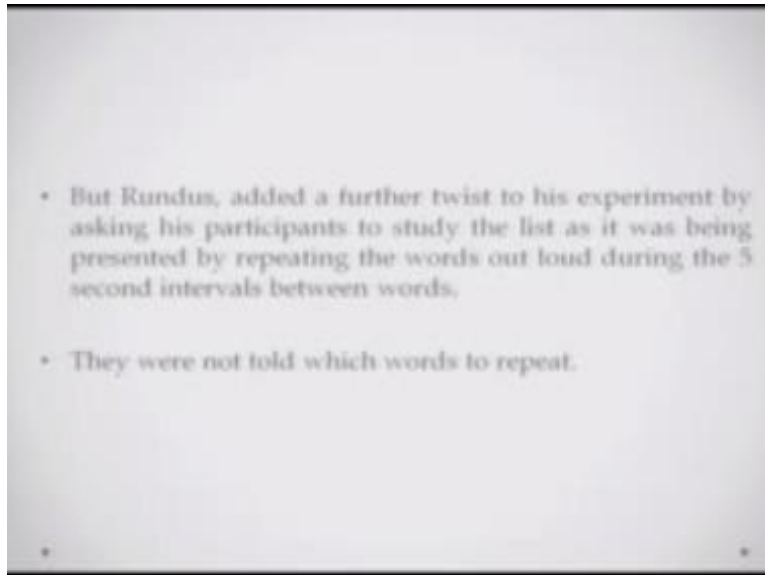 • But Rundus, added a further twist to his experiment by
asking his participants to study the list as it was being
presented by repeating the words out loud during the 5
second intervals between words.
• They were not told which words to repeat.